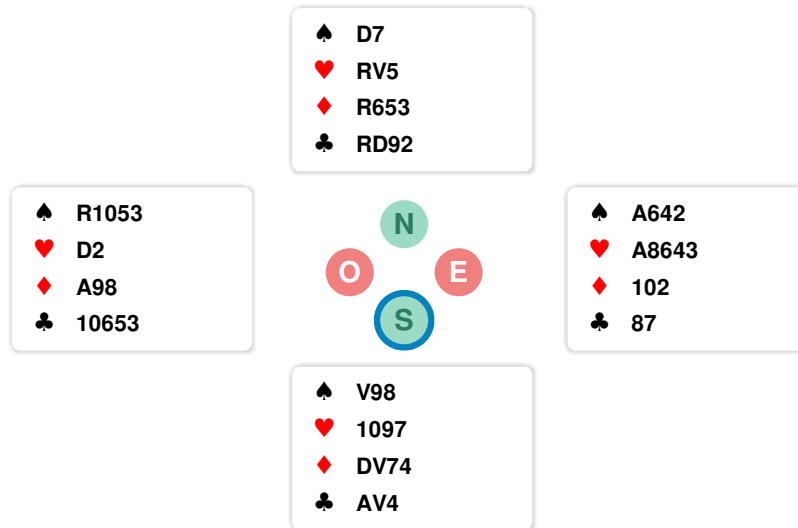 ♠ D7
♥ RV5
♦ R653
♣ RD92
♠ R1053
♥ D2
♦ A98
♣ 10653
N
O E
S
♠ A642
♥ A8643
♦ 102
♣ 87
♠ V98
♥ 1097
♦ DV74
♣ AV4